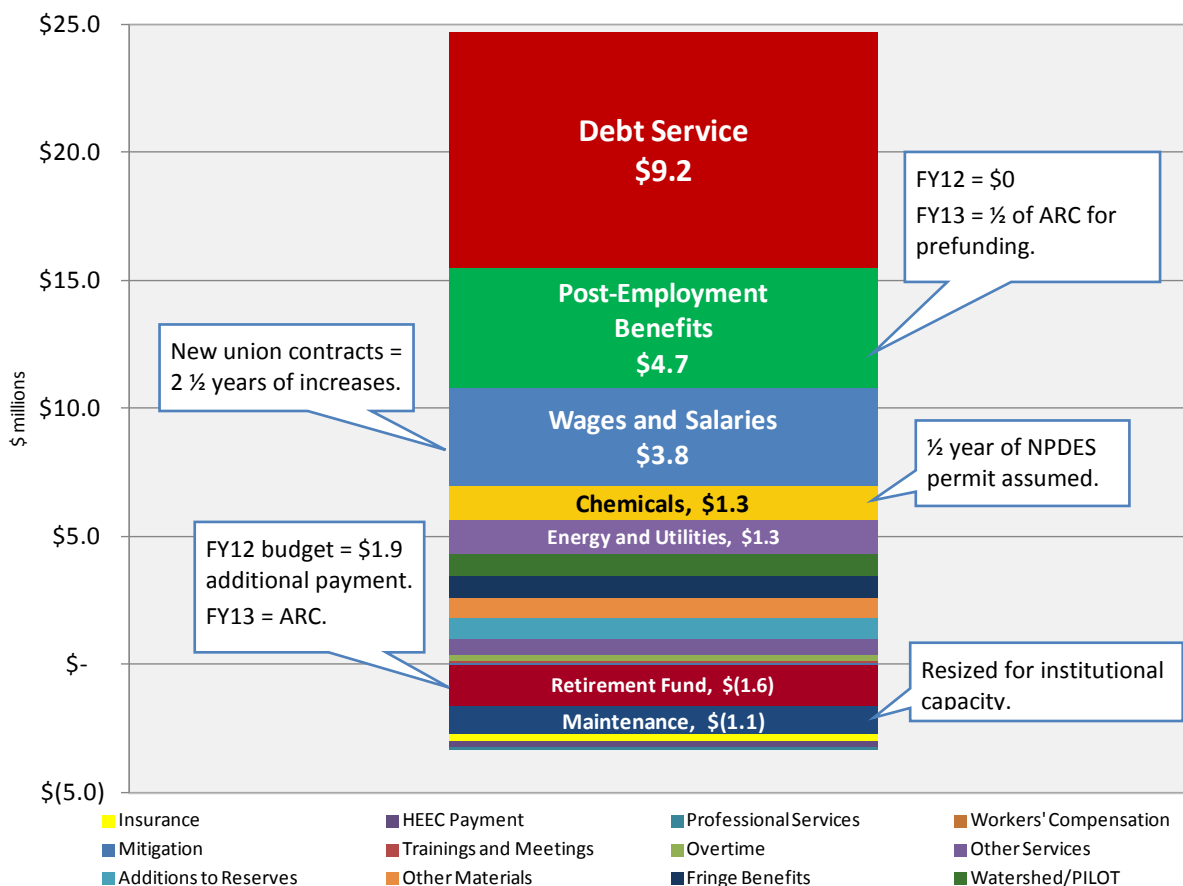 $25.0
$20.0
$15.0
$10.0
$5.0
$-
$(5.0)
$ millions
Debt Service
$9.2
Post-Employment
Benefits
$4.7
Wages and Salaries
$3.8
Chemicals, $1.3
Energy and Utilities, $1.3
Retirement Fund, $(1.6)
Maintenance, $(1.1)
FY12 = $0
FY13 = ½ of ARC for
prefunding.
New union contracts =
2 ½ years of increases.
½ year of NPDES
permit assumed.
FY12 budget = $1.9
additional payment.
FY13 = ARC.
Resized for institutional
capacity.
Insurance
HEEC Payment
Professional Services
Workers' Compensation
Mitigation
Trainings and Meetings
Overtime
Other Services
Additions to Reserves
Other Materials
Fringe Benefits
Watershed/PILOT